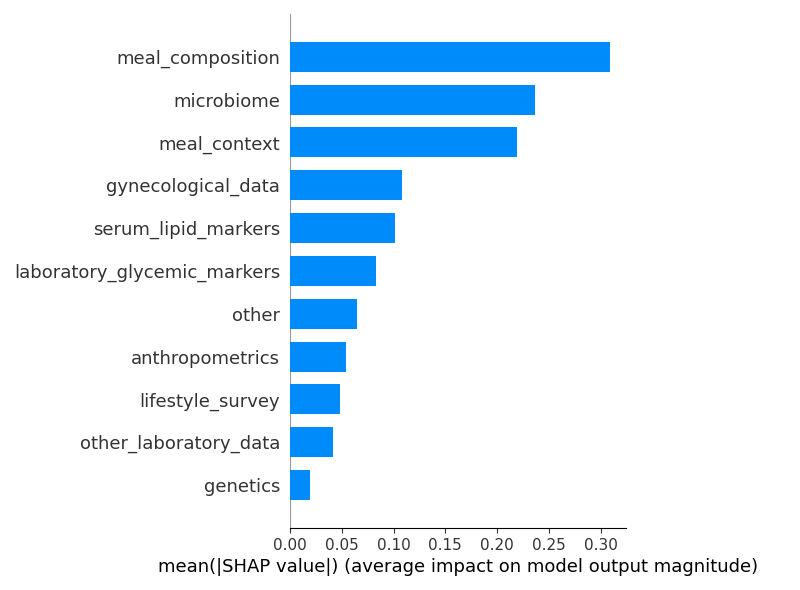 meal_composition
microbiome
meal_context
gynecological_data
serum_lipid_markers
laboratory_glycemic_markers
other
anthropometrics
lifestyle_survey
other_laboratory_data
genetics
0.00 0.05 0.10 0.15 0.20 0.25 0.30
mean(|SHAP value|) (average impact on model output magnitude)